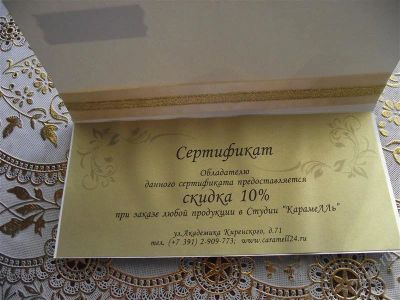 Сертификат
Обладателю
данного сертификата предоставляется
скидка 10%
при заказе любой продукции в Студии "КарамеЛЛь"
ул.Академика Киренского, д.71
тел. (+7 391) 2-909-773; www.caramell24.ru